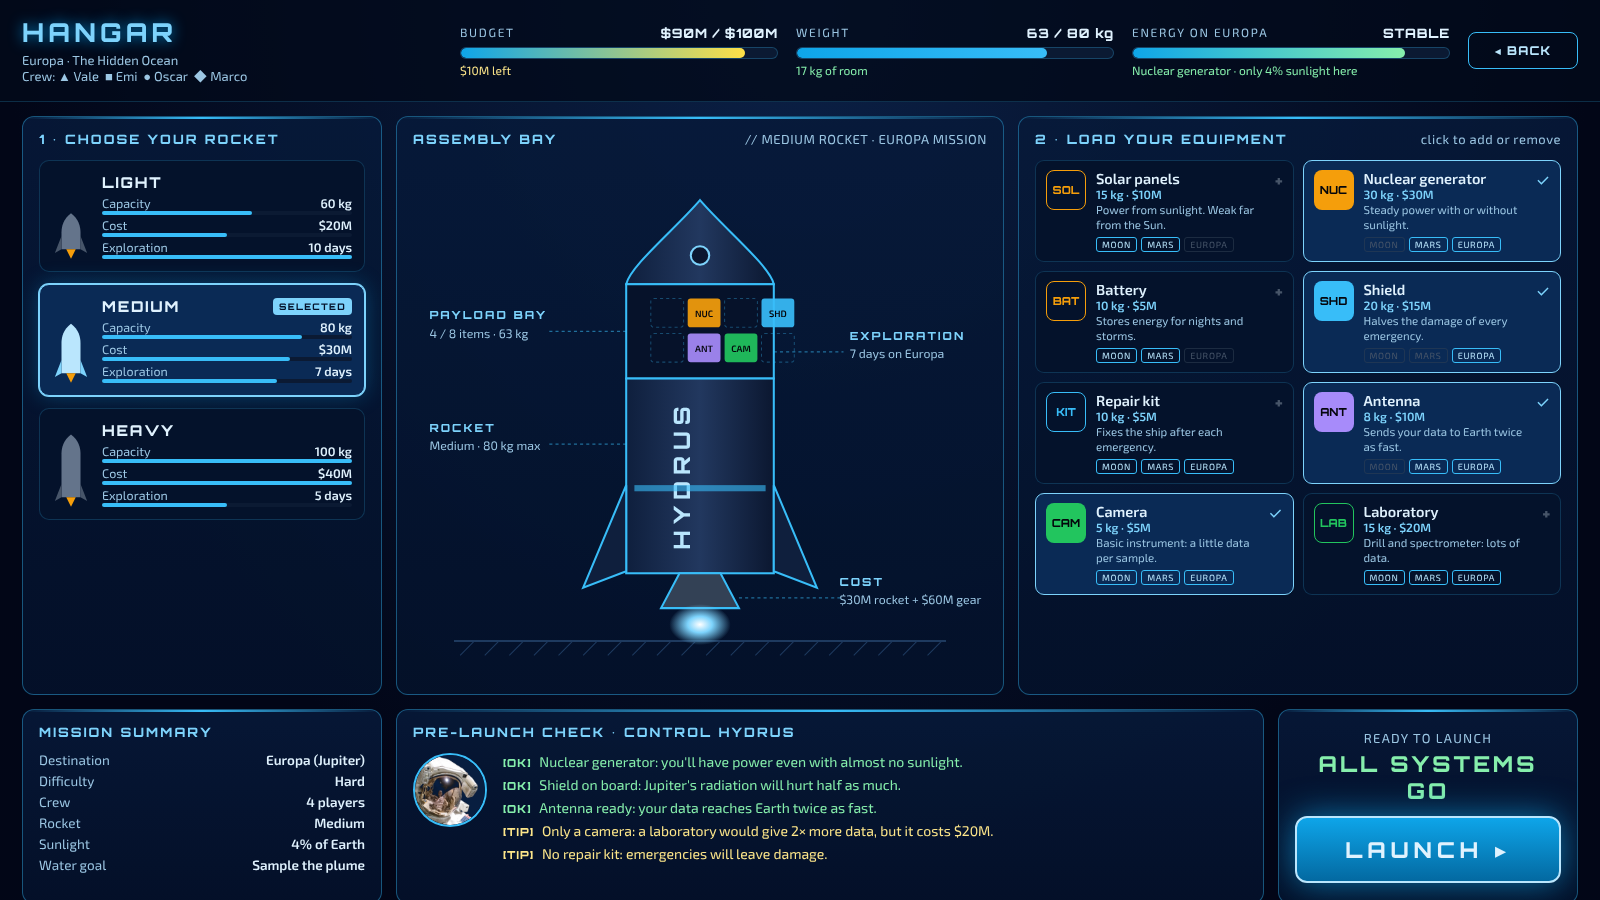 HANGAR
Europa · The Hidden Ocean
Crew: ▲ Vale ■ Emi ● Oscar ◆ Marco
BUDGET $90M / $100M
$10M left
WEIGHT 63 / 80 kg
17 kg of room
ENERGY ON EUROPA STABLE
Nuclear generator · only 4% sunlight here
◂ BACK
1 · CHOOSE YOUR ROCKET
LIGHT
Capacity 60 kg
Cost $20M
Exploration 10 days
MEDIUM SELECTED
Capacity 80 kg
Cost $30M
Exploration 7 days
HEAVY
Capacity 100 kg
Cost $40M
Exploration 5 days
ASSEMBLY BAY // MEDIUM ROCKET · EUROPA MISSION
PAYLOAD BAY
4 / 8 items · 63 kg
NUC SHD
ANT CAM
EXPLORATION
7 days on Europa
ROCKET
Medium · 80 kg max
HYDRUS
COST
$30M rocket + $60M gear
2 · LOAD YOUR EQUIPMENT click to add or remove
SOL
Solar panels +
15 kg · $10M
Power from sunlight. Weak far
from the Sun.
MOON MARS EUROPA
NUC
Nuclear generator ✓
30 kg · $30M
Steady power with or without
sunlight.
MOON MARS EUROPA
BAT
Battery +
10 kg · $5M
Stores energy for nights and
storms.
MOON MARS EUROPA
SHD
Shield ✓
20 kg · $15M
Halves the damage of every
emergency.
MOON MARS EUROPA
KIT
Repair kit +
10 kg · $5M
Fixes the ship after each
emergency.
MOON MARS EUROPA
ANT
Antenna ✓
8 kg · $10M
Sends your data to Earth twice
as fast.
MOON MARS EUROPA
CAM
Camera ✓
5 kg · $5M
Basic instrument: a little data
per sample.
MOON MARS EUROPA
LAB
Laboratory +
15 kg · $20M
Drill and spectrometer: lots of
data.
MOON MARS EUROPA
MISSION SUMMARY
Destination Europa (Jupiter)
Difficulty Hard
Crew 4 players
Rocket Medium
Sunlight 4% of Earth
Water goal Sample the plume
PRE-LAUNCH CHECK · CONTROL HYDRUS
[OK] Nuclear generator: you'll have power even with almost no sunlight.
[OK] Shield on board: Jupiter's radiation will hurt half as much.
[OK] Antenna ready: your data reaches Earth twice as fast.
[TIP] Only a camera: a laboratory would give 2× more data, but it costs $20M.
[TIP] No repair kit: emergencies will leave damage.
READY TO LAUNCH
ALL SYSTEMS
GO
LAUNCH ▸